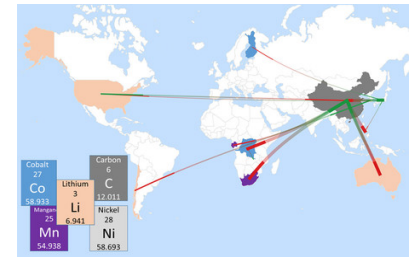 Cobalt
27
Co
58.933
Carbon
6
C
12.011
Lithium
3
Li
6.941
Mangan
25
Mn
54.938
Nickel
28
Ni
58.693